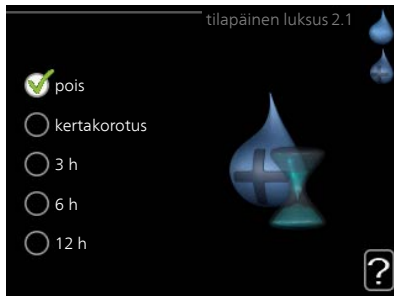 tilapäinen luksus 2.1
pois
kertakorotus
3 h
6 h
12 h
?